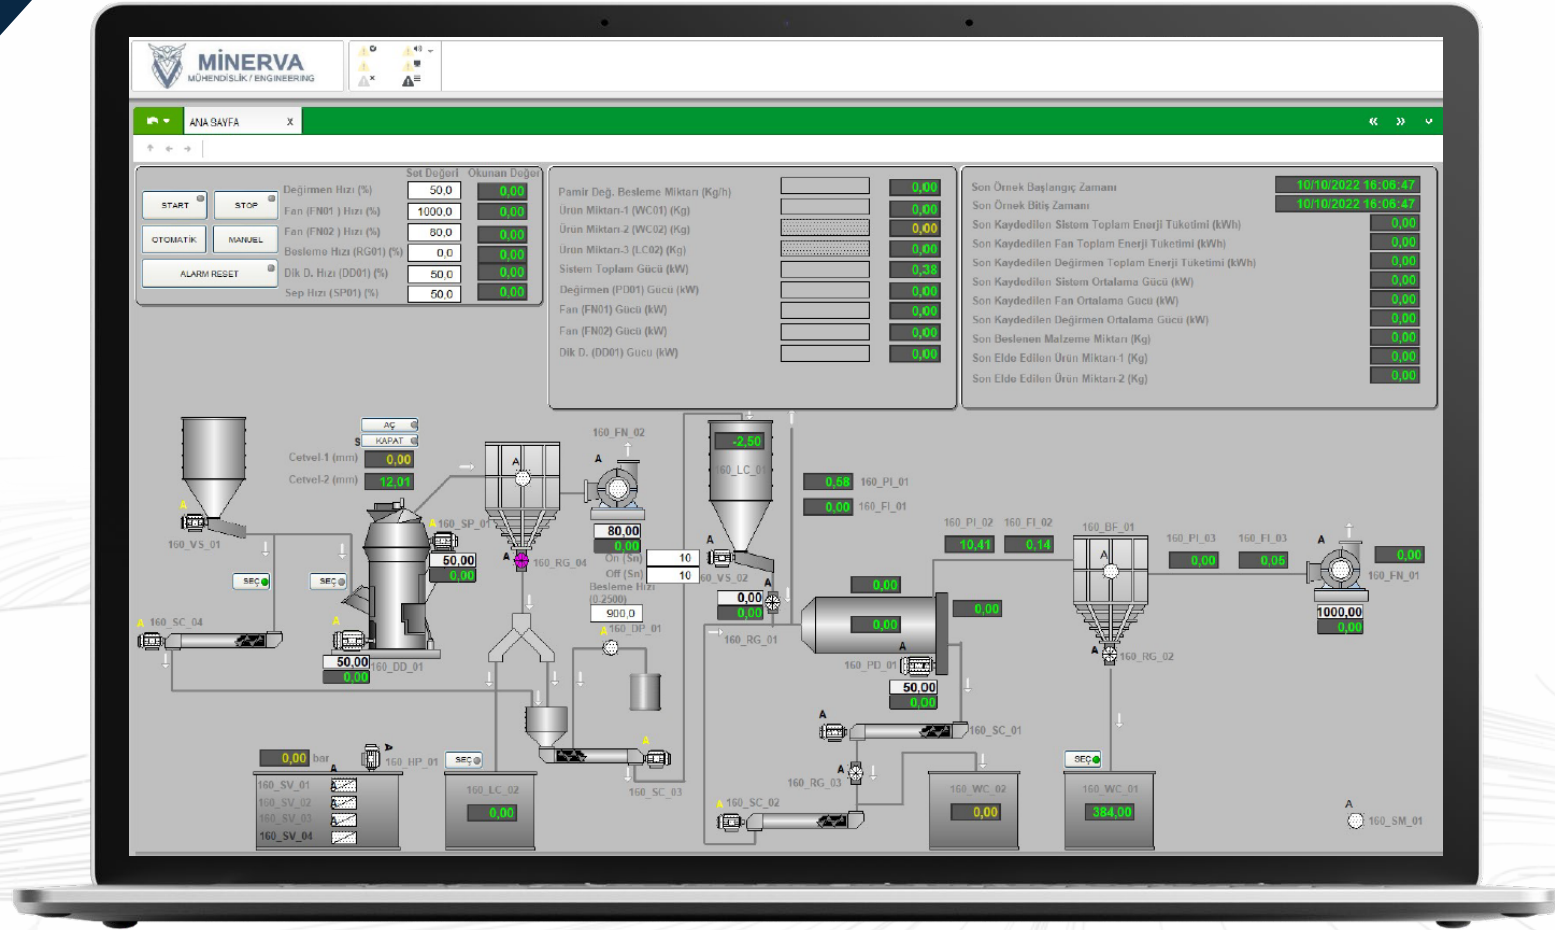 MİNERVA
MÜHENDİSLİK / ENGINEERING
ANA SAYFA X
Set Değeri Okunan Değer
START STOP
OTOMATİK MANUEL
ALARM RESET
Değirmen Hızı (%) 50,0 0,00
Fan (FN01 ) Hızı (%) 1000,0 0,00
Fan (FN02 ) Hızı (%) 80,0 0,00
Besleme Hızı (RG01) (%) 0,0 0,00
Dik D. Hızı (DD01) (%) 50,0 0,00
Sep Hızı (SP01) (%) 50,0 0,00
Pamir Değ. Besleme Miktarı (Kg/h) 0,00
Ürün Miktarı-1 (WC01) (Kg) 0,00
Ürün Miktarı-2 (WC02) (Kg) 0,00
Ürün Miktarı-3 (LC02) (Kg) 0,00
Sistem Toplam Gücü (kW) 0,38
Değirmen (PD01) Gücü (kW) 0,00
Fan (FN01) Gücü (kW) 0,00
Fan (FN02) Gücü (kW) 0,00
Dik D. (DD01) Gücü (kW) 0,00
Son Örnek Başlangıç Zamanı 10/10/2022 16:06:47
Son Örnek Bitiş Zamanı 10/10/2022 16:06:47
Son Kaydedilen Sistem Toplam Enerji Tüketimi (kWh) 0,00
Son Kaydedilen Fan Toplam Enerji Tüketimi (kWh) 0,00
Son Kaydedilen Değirmen Toplam Enerji Tüketimi (kWh) 0,00
Son Kaydedilen Sistem Ortalama Gücü (kW) 0,00
Son Kaydedilen Fan Ortalama Gücü (kW) 0,00
Son Kaydedilen Değirmen Ortalama Gücü (kW) 0,00
Son Beslenen Malzeme Miktarı (Kg) 0,00
Son Elde Edilen Ürün Miktarı-1 (Kg) 0,00
Son Elde Edilen Ürün Miktarı-2 (Kg) 0,00
AÇ
S KAPAT
Cetvel-1 (mm) 0,00
Cetvel-2 (mm) 12,01
A
160_VS_01
SEÇ
SEÇ
A 160_SC_04
A 160_SP_01
50,00
0,00
A
50,00 160_DD_01
0,00
A
A 160_RG_04
160_FN_02
A
80,00
0,00
On (Sn) 10
Off (Sn) 10
Besleme Hızı
(0.2500)
900,0
A 160_DP_01
-2,50
160_LC_01
A
60_VS_02
A
0,00
0,00
160_RG_01
0,58 160_PI_01
0,00 160_FI_01
160_PI_02 160_FI_02
10,41 0,14
0,00
0,00
0,00
A
160_PD_01
50,00
0,00
160_BF_01
A
A 160_RG_02
160_PI_03 160_FI_03
0,00 0,05
A
0,00
160_FN_01
1000,00
0,00
0,00 bar
A
160_HP_01
SEÇ
A
160_SV_01 A
160_SV_02 A
160_SV_03 A
160_SV_04
160_LC_02
0,00
A
160_SC_03
A
160_SC_01
A
160_RG_03
A 160_SC_02
160_WC_02
0,00
SEÇ
160_WC_01
384,00
A
160_SM_01